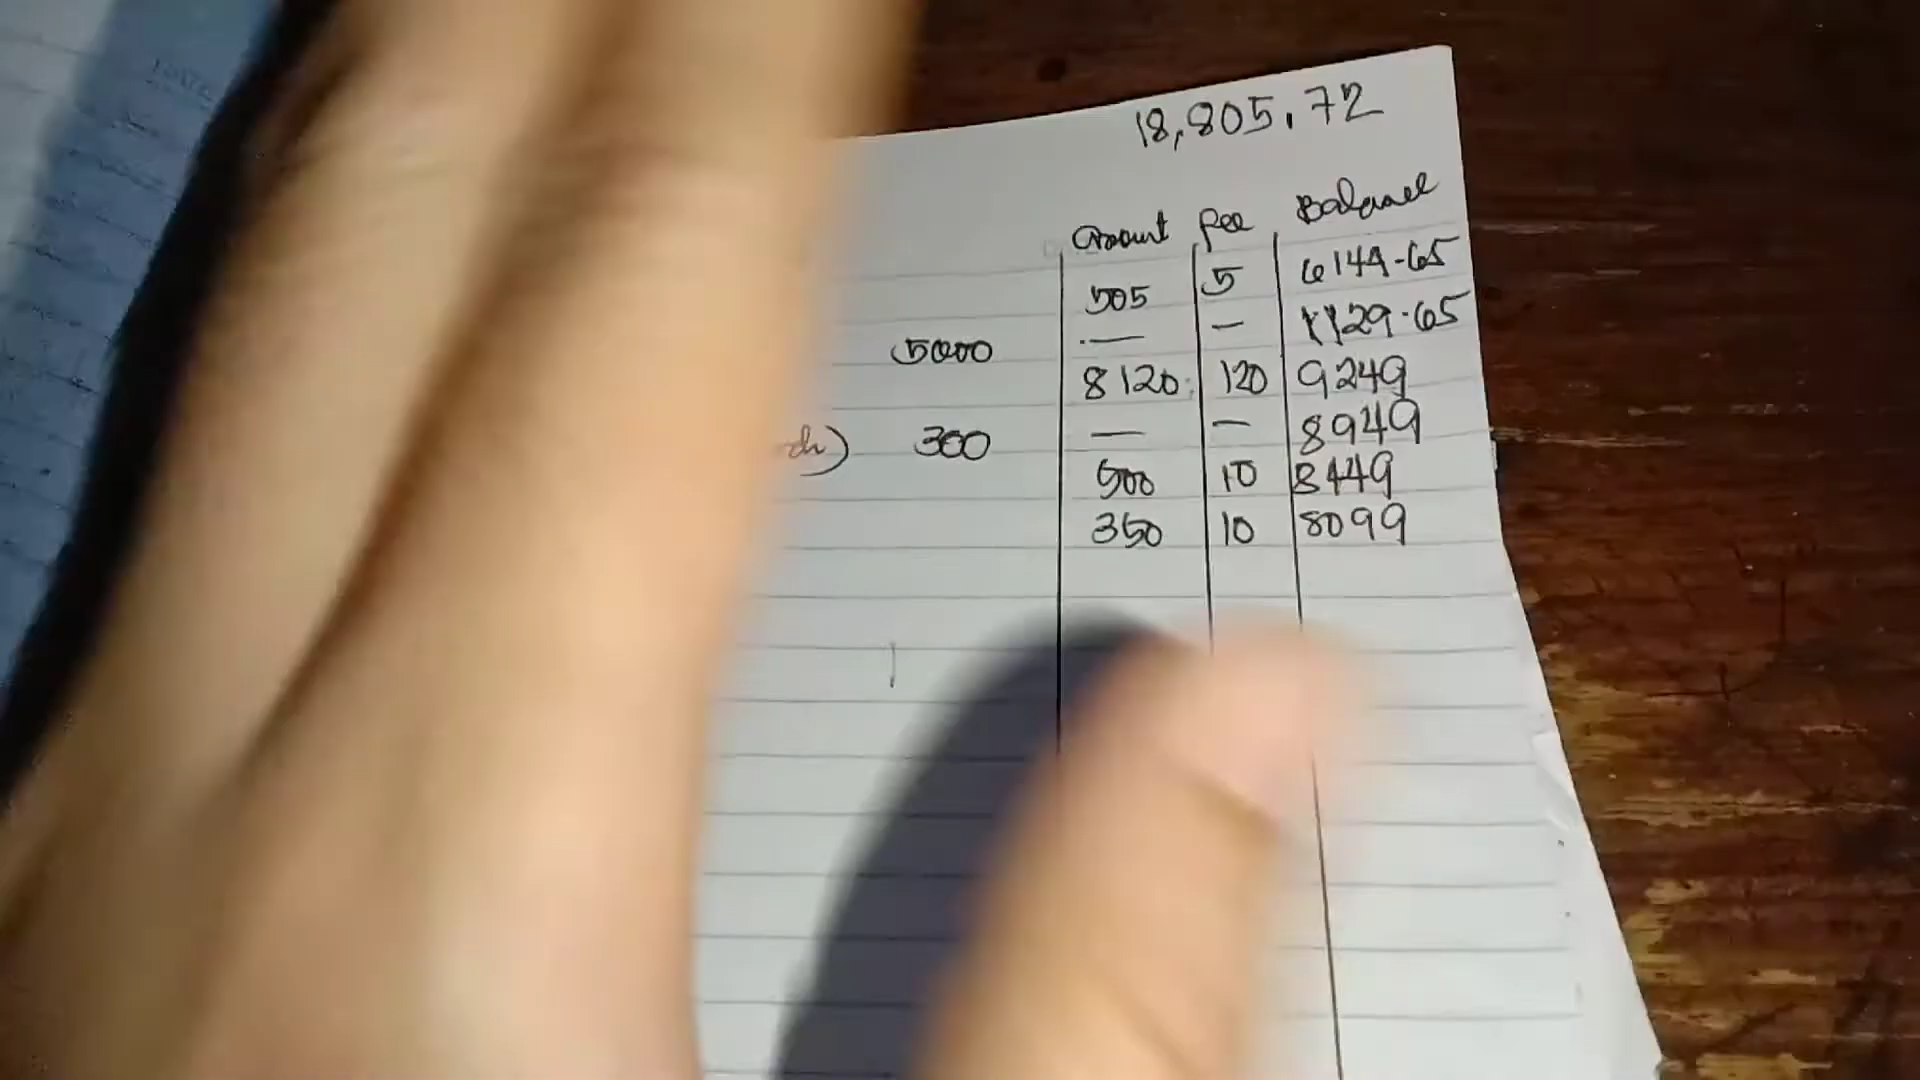 18,805.72
Amount Fee Balance
505 5 6144-65
5000 — — 1129.65
8120 120 9249
300 — — 8949
500 10 8449
350 10 8099